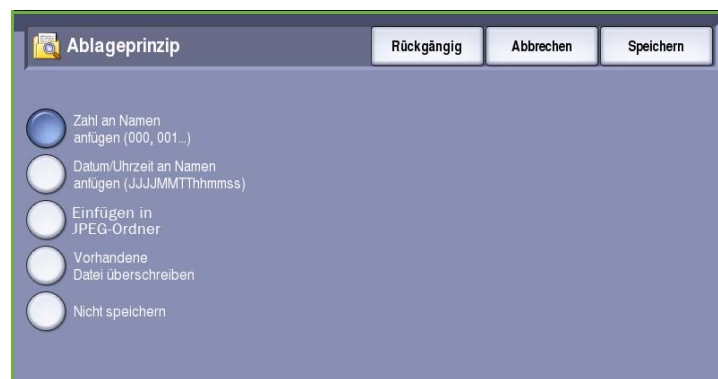 Ablageprinzip
Rückgängig
Abbrechen
Speichern
Zahl an Namen
anfügen (000, 001...)
Datum/Uhrzeit an Namen
anfügen (JJJJMMTThhmmss)
Einfügen in
JPEG-Ordner
Vorhandene
Datei überschreiben
Nicht speichern